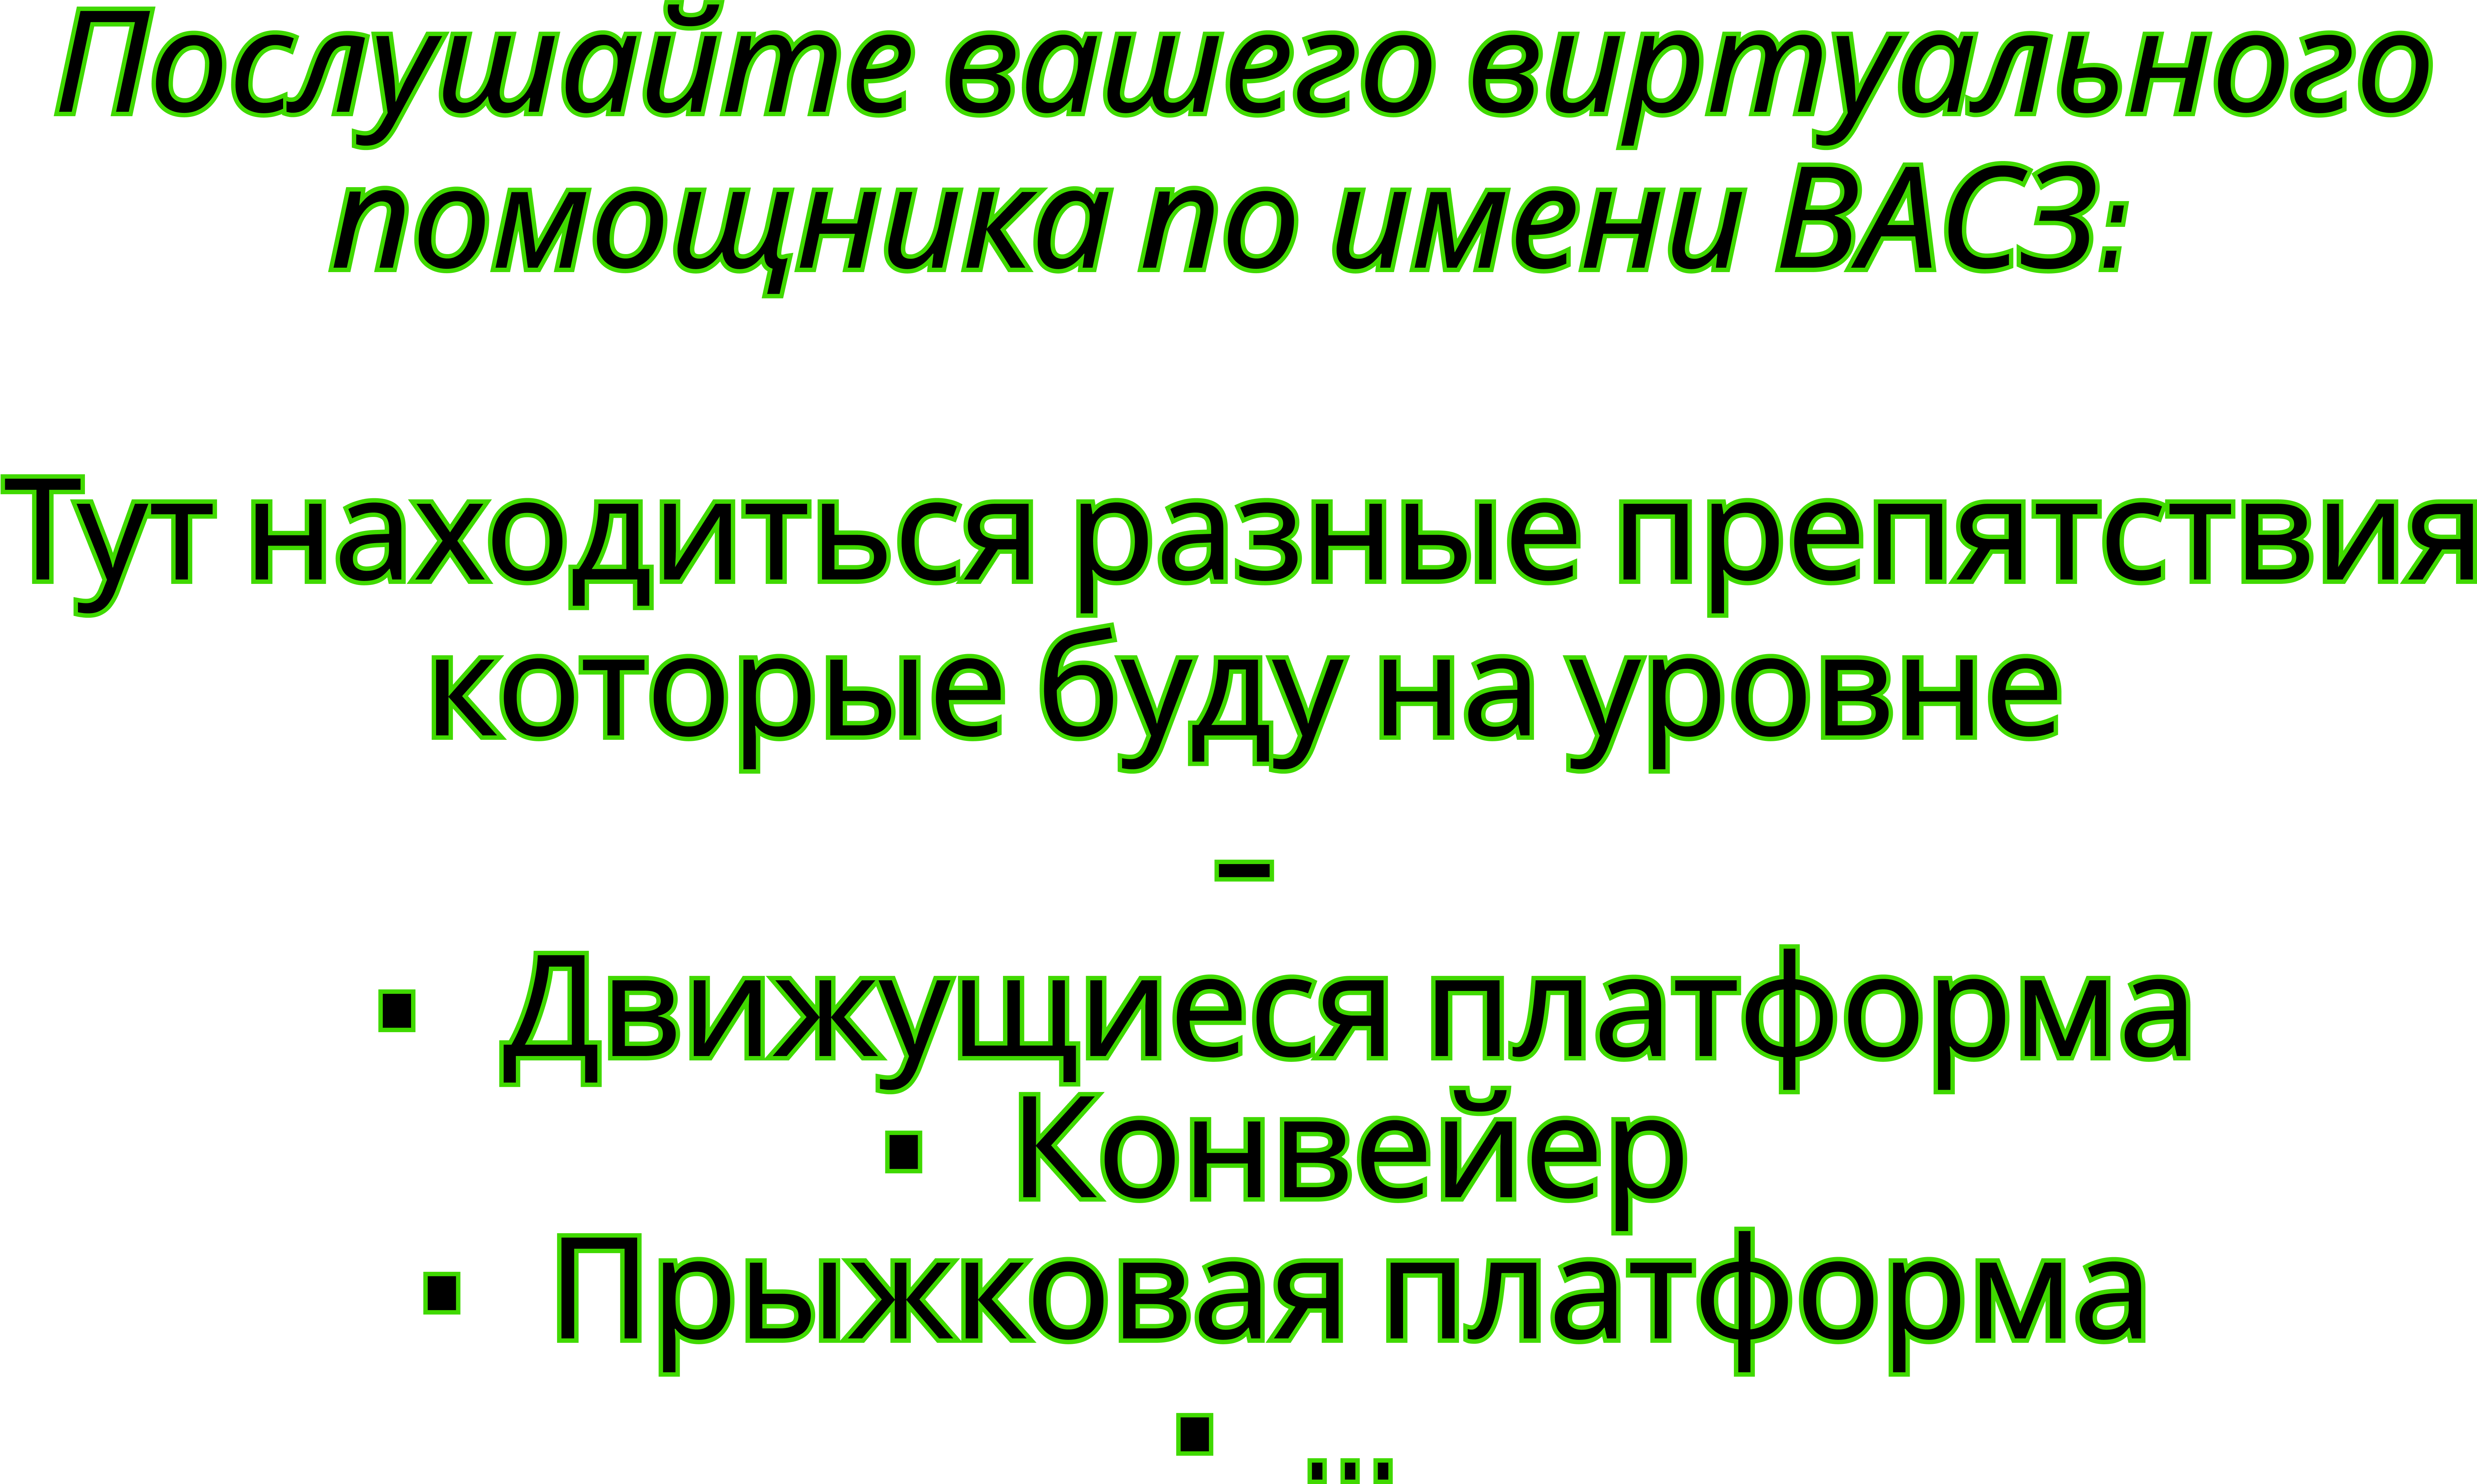 Послушайте вашего виртуального
помощника по имени ВАСЗ:
Тут находиться разные препятствия
которые буду на уровне
–
▪ Движущиеся платформа
▪ Конвейер
▪ Прыжковая платформа
▪ ...